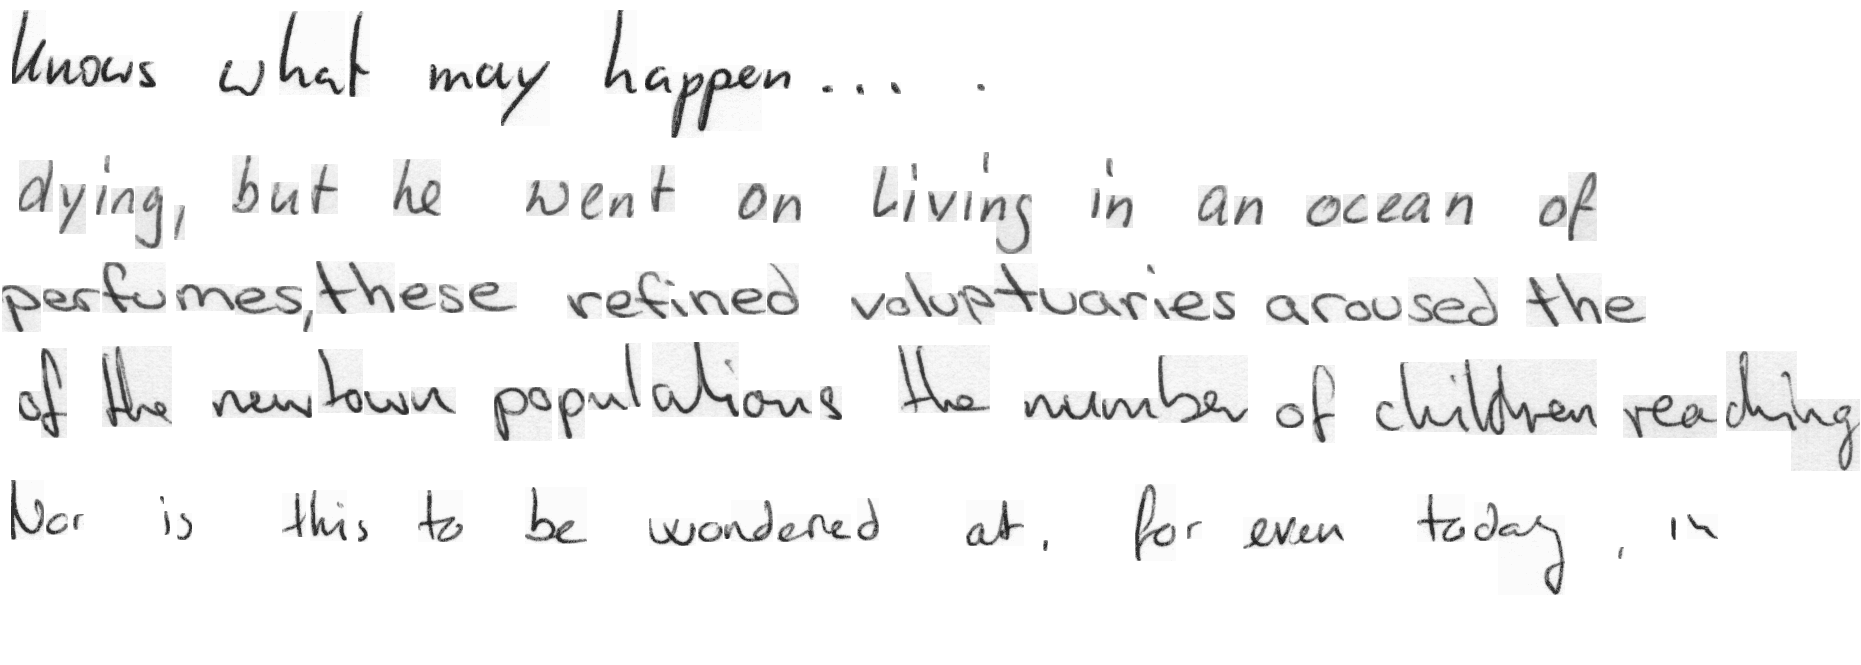 knows what may happen ... .
dying, but he went on living in an ocean of
perfumes, these refined voluptuaries aroused the
of the newtown populations the number of children reaching
Nor is this to be wondered at, for even today, in